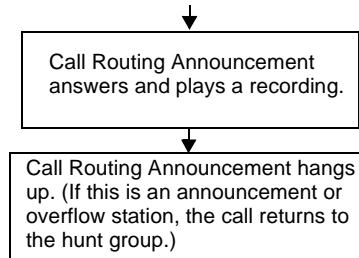 Call Routing Announcement
answers and plays a recording.
Call Routing Announcement hangs
up. (If this is an announcement or
overflow station, the call returns to
the hunt group.)